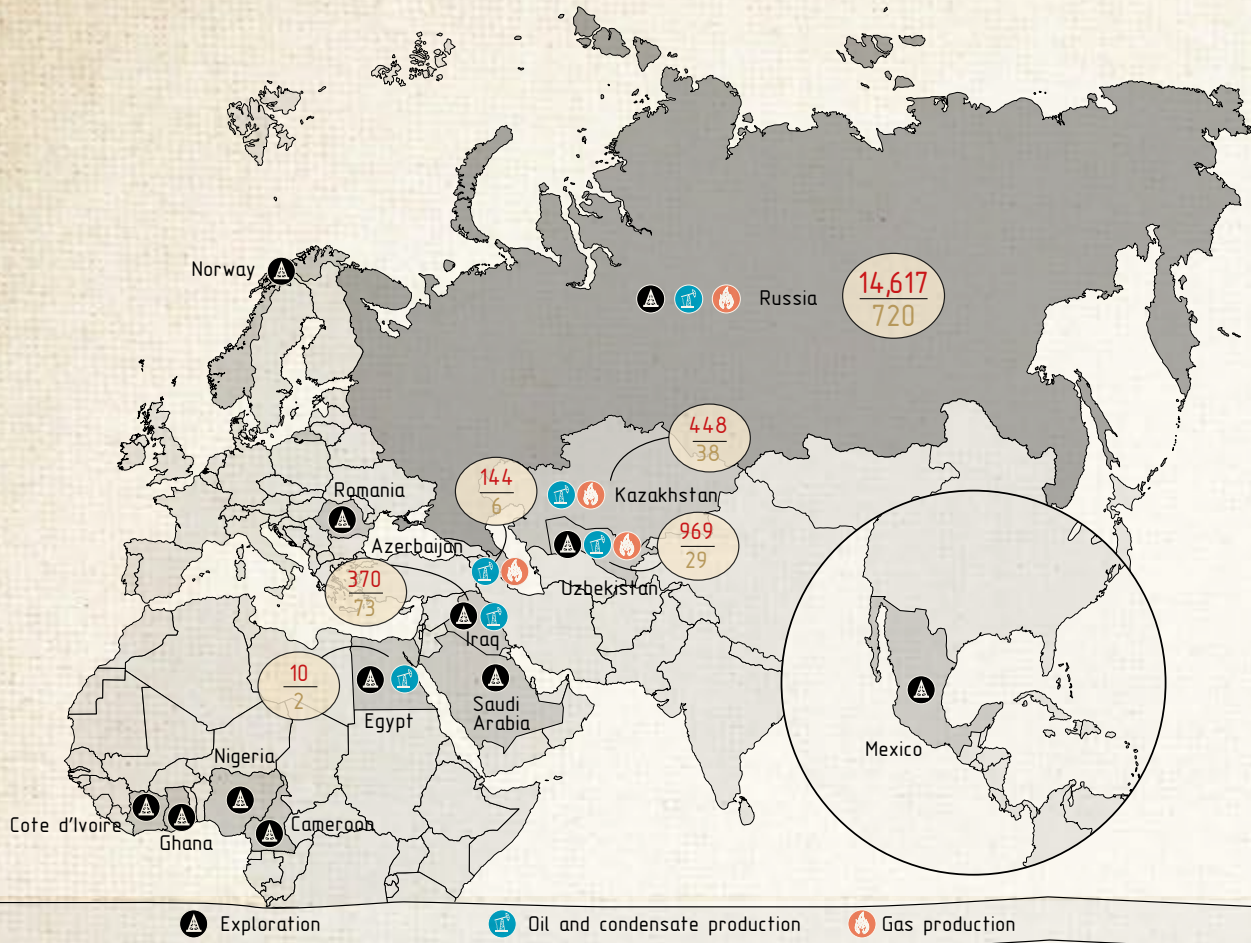 Norway
Russia
14,617
720
448
38
Romania
144
6
Kazakhstan
Azerbaijan
969
29
Uzbekistan
370
73
Iraq
10
2
Egypt
Saudi
Arabia
Mexico
Nigeria
Cote d'Ivoire
Ghana
Cameroon
Exploration
Oil and condensate production
Gas production